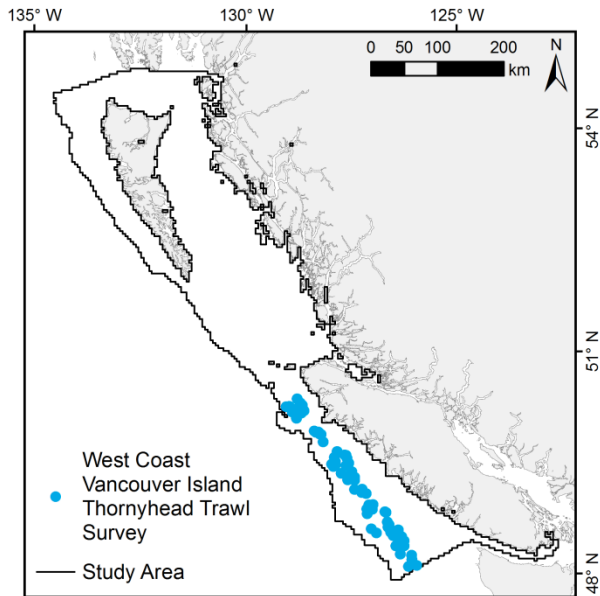 135° W
130° W
125° W
0 50 100 200
km
N
54° N
51° N
48° N
West Coast
Vancouver Island
Thornyhead Trawl
Survey
Study Area